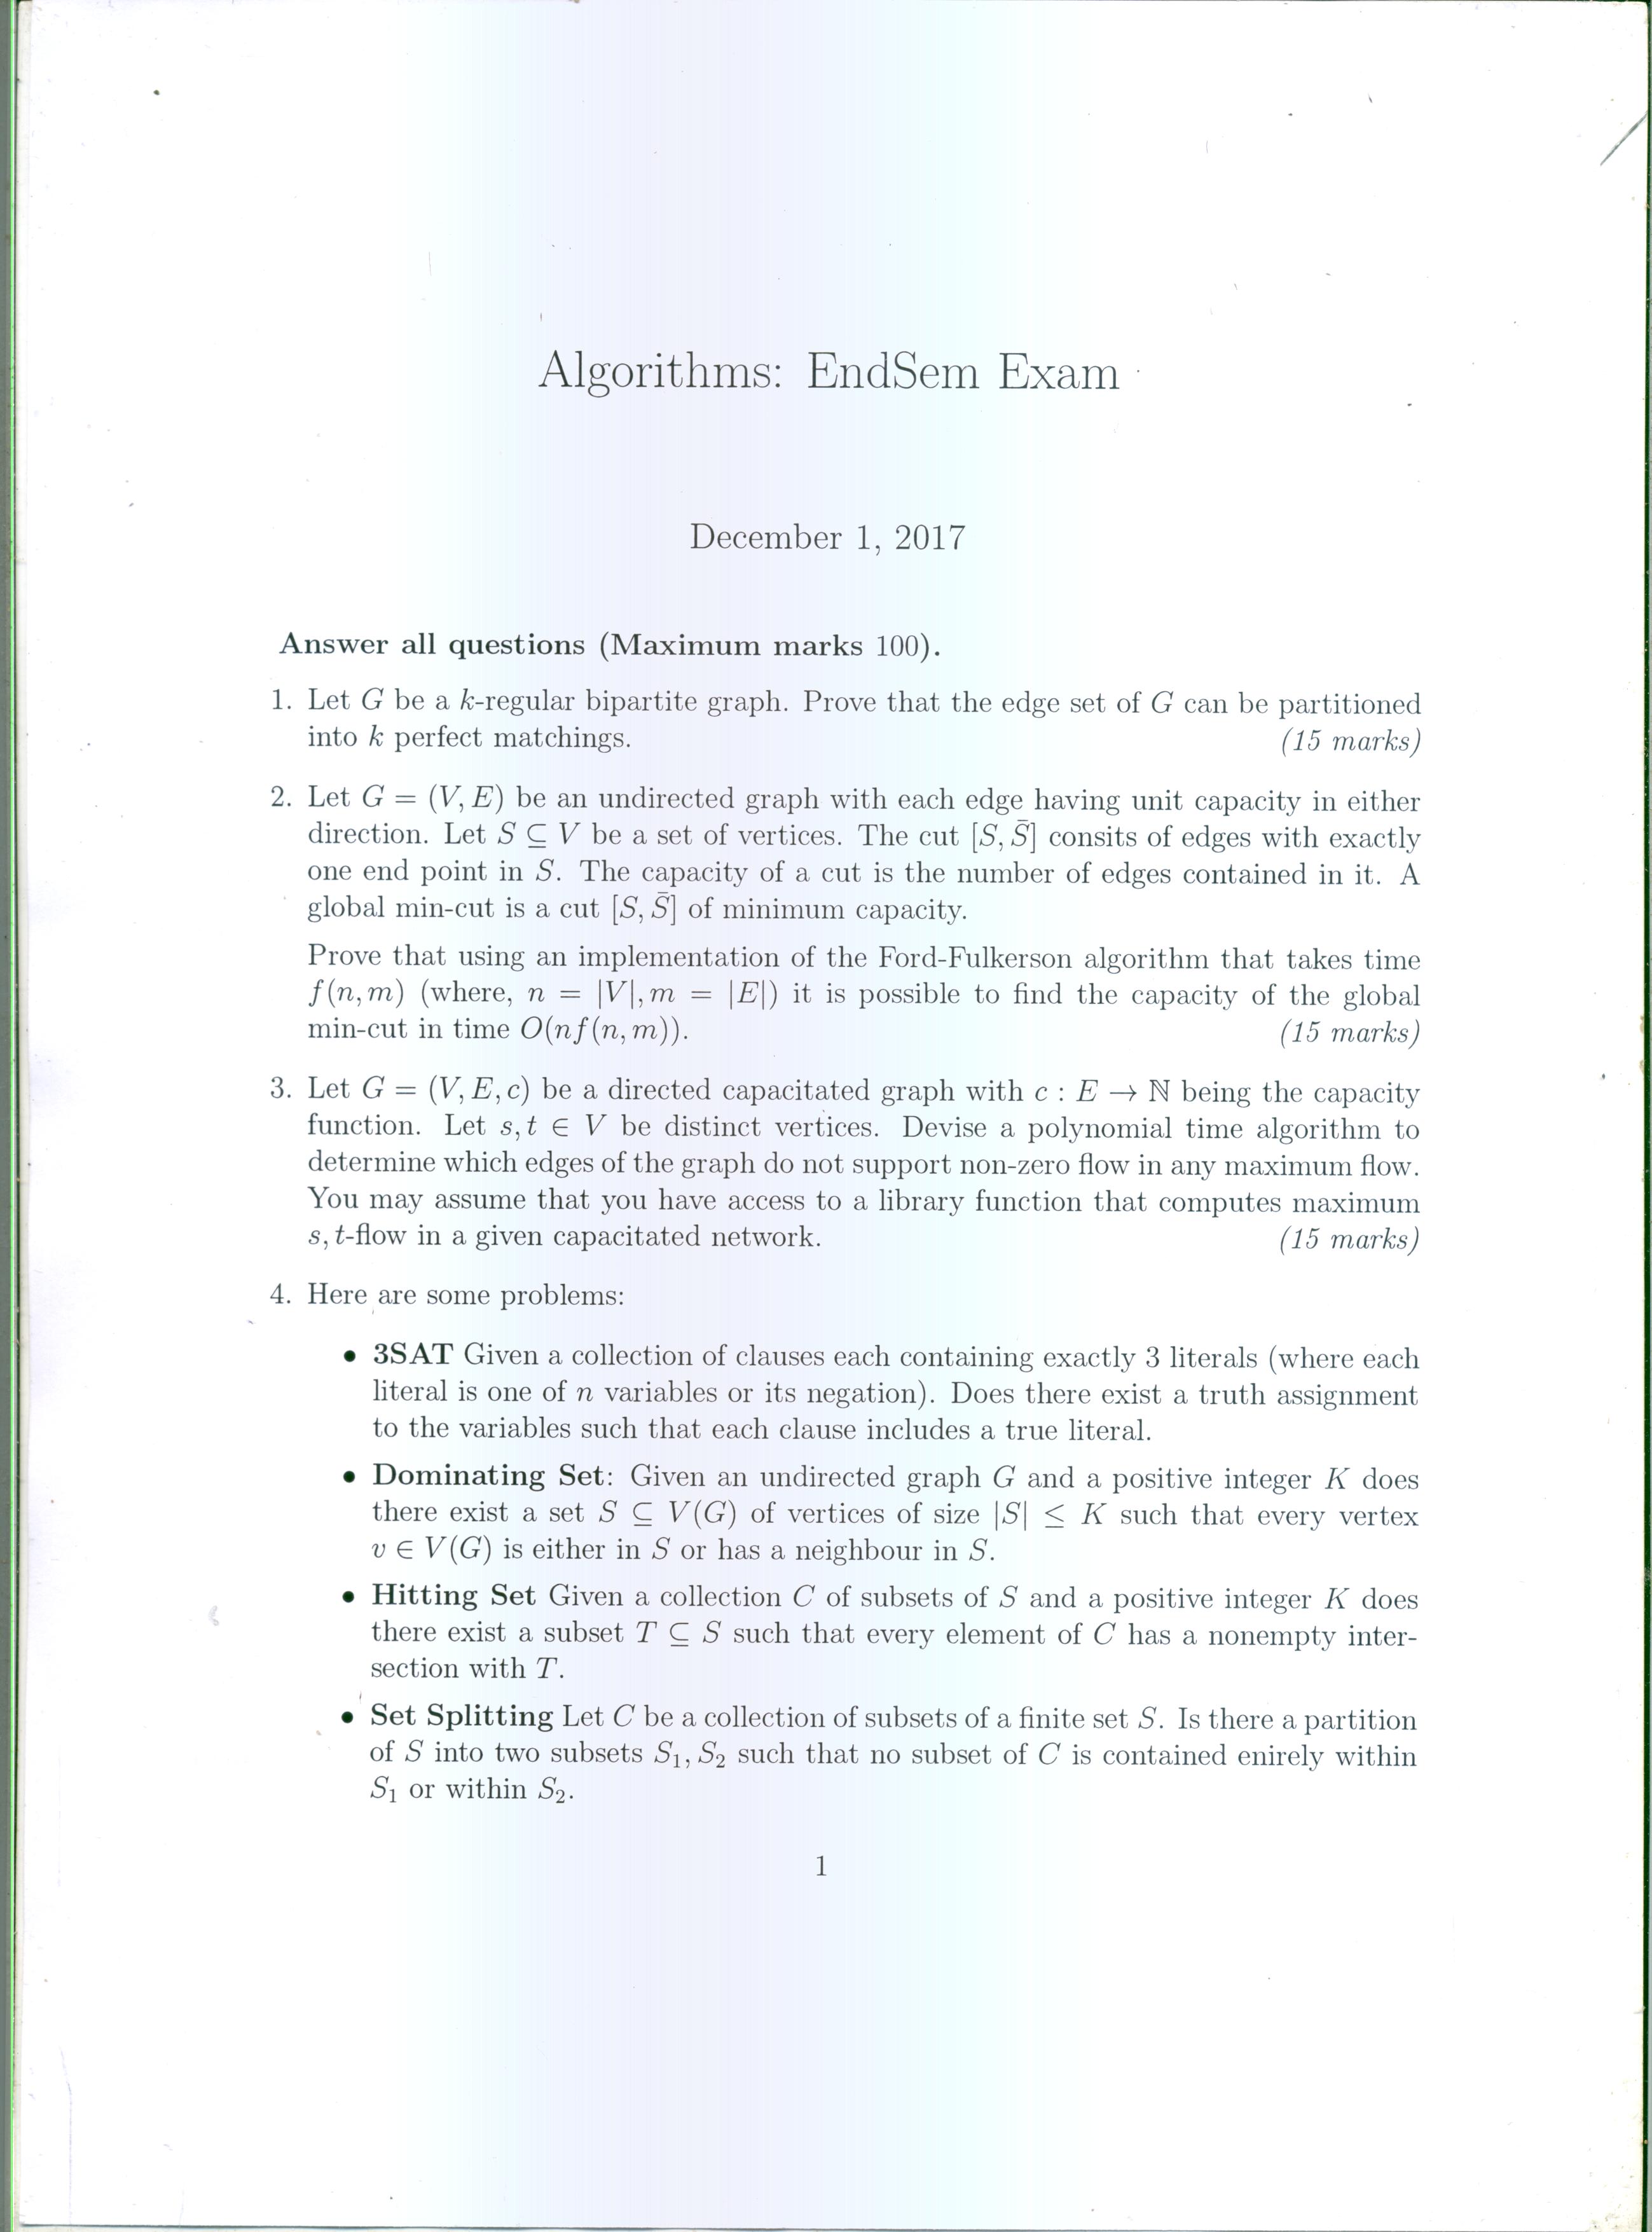 Algorithms: EndSem Exam
December 1, 2017
Answer all questions (Maximum marks 100).
1. Let G be a k-regular bipartite graph. Prove that the edge set of G can be partitioned
into k perfect matchings. (15 marks)
2. Let G = (V, E) be an undirected graph with each edge having unit capacity in either
direction. Let S ⊆ V be a set of vertices. The cut [S, S̄] consits of edges with exactly
one end point in S. The capacity of a cut is the number of edges contained in it. A
global min-cut is a cut [S, S̄] of minimum capacity.
Prove that using an implementation of the Ford-Fulkerson algorithm that takes time
f(n, m) (where, n = |V|, m = |E|) it is possible to find the capacity of the global
min-cut in time O(nf(n, m)). (15 marks)
3. Let G = (V, E, c) be a directed capacitated graph with c : E → ℕ being the capacity
function. Let s, t ∈ V be distinct vertices. Devise a polynomial time algorithm to
determine which edges of the graph do not support non-zero flow in any maximum flow.
You may assume that you have access to a library function that computes maximum
s, t-flow in a given capacitated network. (15 marks)
4. Here are some problems:
• 3SAT Given a collection of clauses each containing exactly 3 literals (where each
literal is one of n variables or its negation). Does there exist a truth assignment
to the variables such that each clause includes a true literal.
• Dominating Set: Given an undirected graph G and a positive integer K does
there exist a set S ⊆ V(G) of vertices of size |S| ≤ K such that every vertex
v ∈ V(G) is either in S or has a neighbour in S.
• Hitting Set Given a collection C of subsets of S and a positive integer K does
there exist a subset T ⊆ S such that every element of C has a nonempty inter-
section with T.
• Set Splitting Let C be a collection of subsets of a finite set S. Is there a partition
of S into two subsets S₁, S₂ such that no subset of C is contained enirely within
S₁ or within S₂.
1